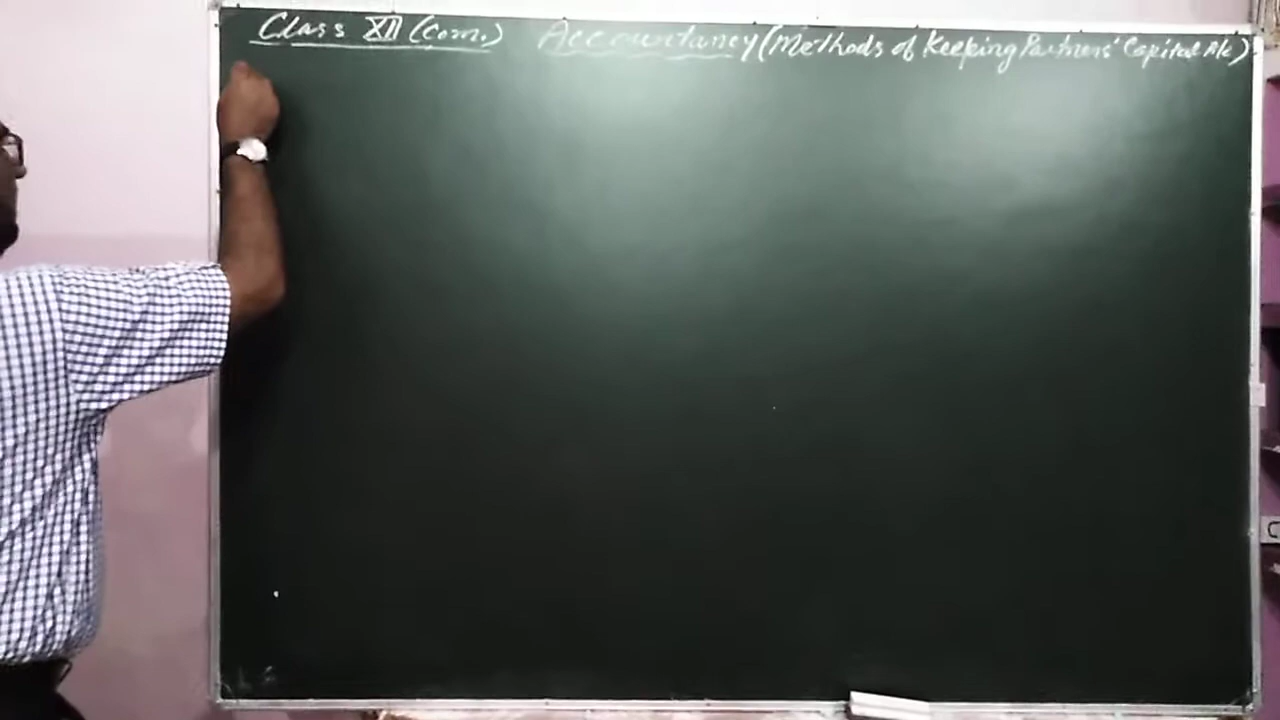 Class XII (Com.) Accountancy (Methods of Keeping Partners' Capital A/c)